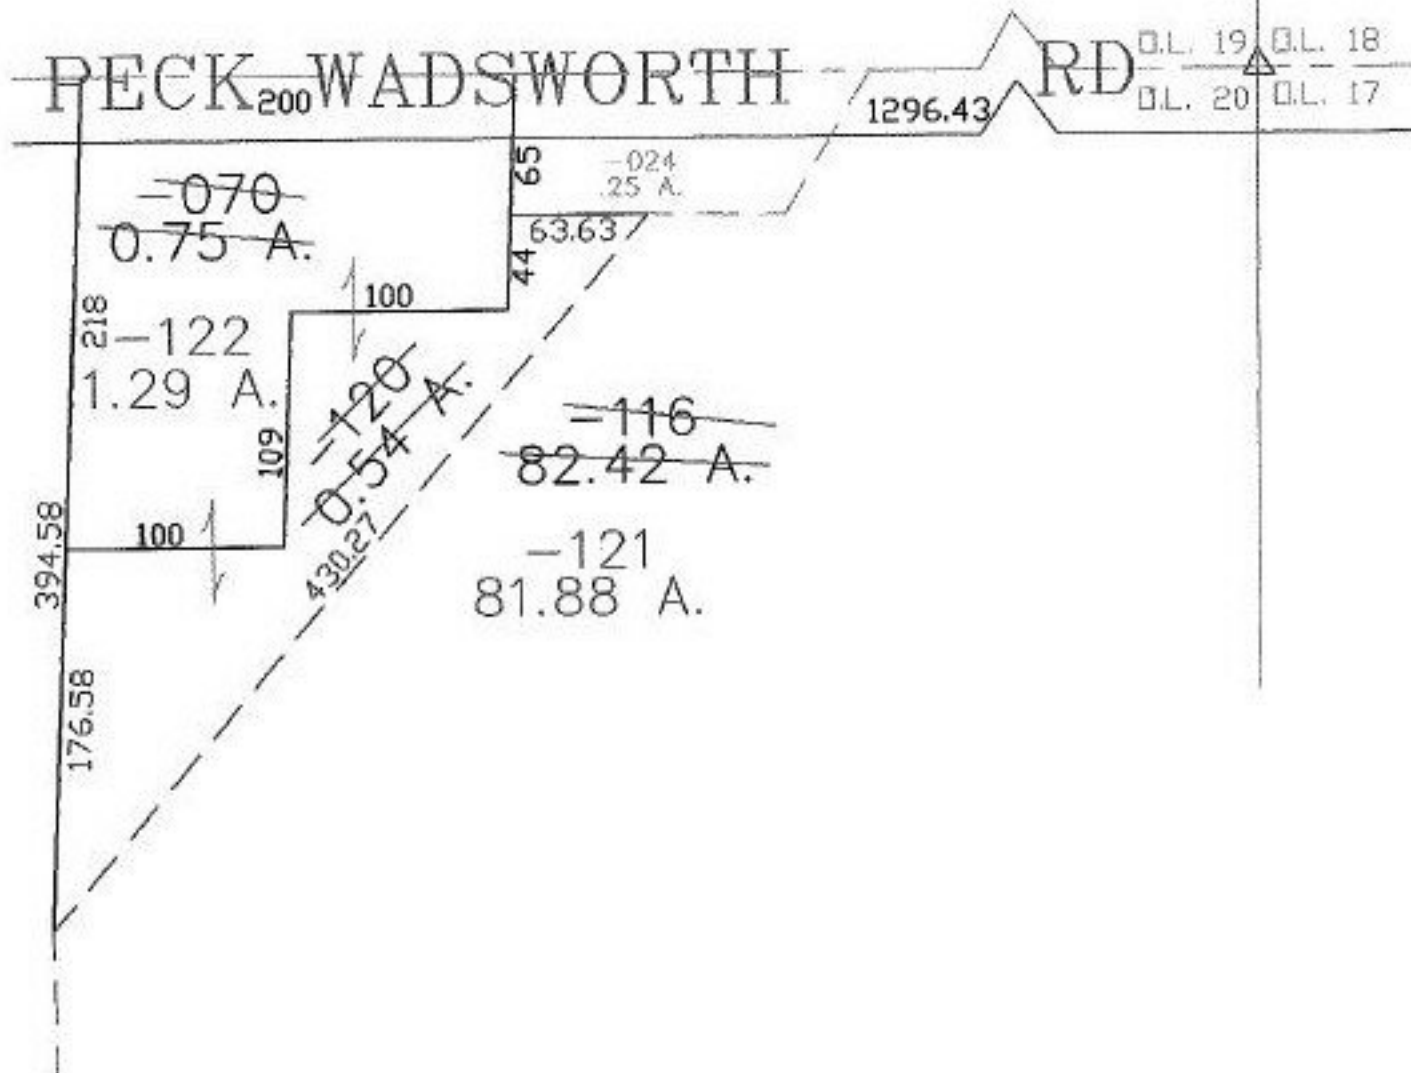 PECK WADSWORTH RD
200
1296.43
O.L. 19
O.L. 18
O.L. 20
O.L. 17
65
-024
.25 A.
-070
0.75 A.
63.63
44
100
218
-122
1.29 A.
-120
0.54 A.
-116
82.42 A.
109
100
430.27
-121
81.88 A.
394.58
176.58